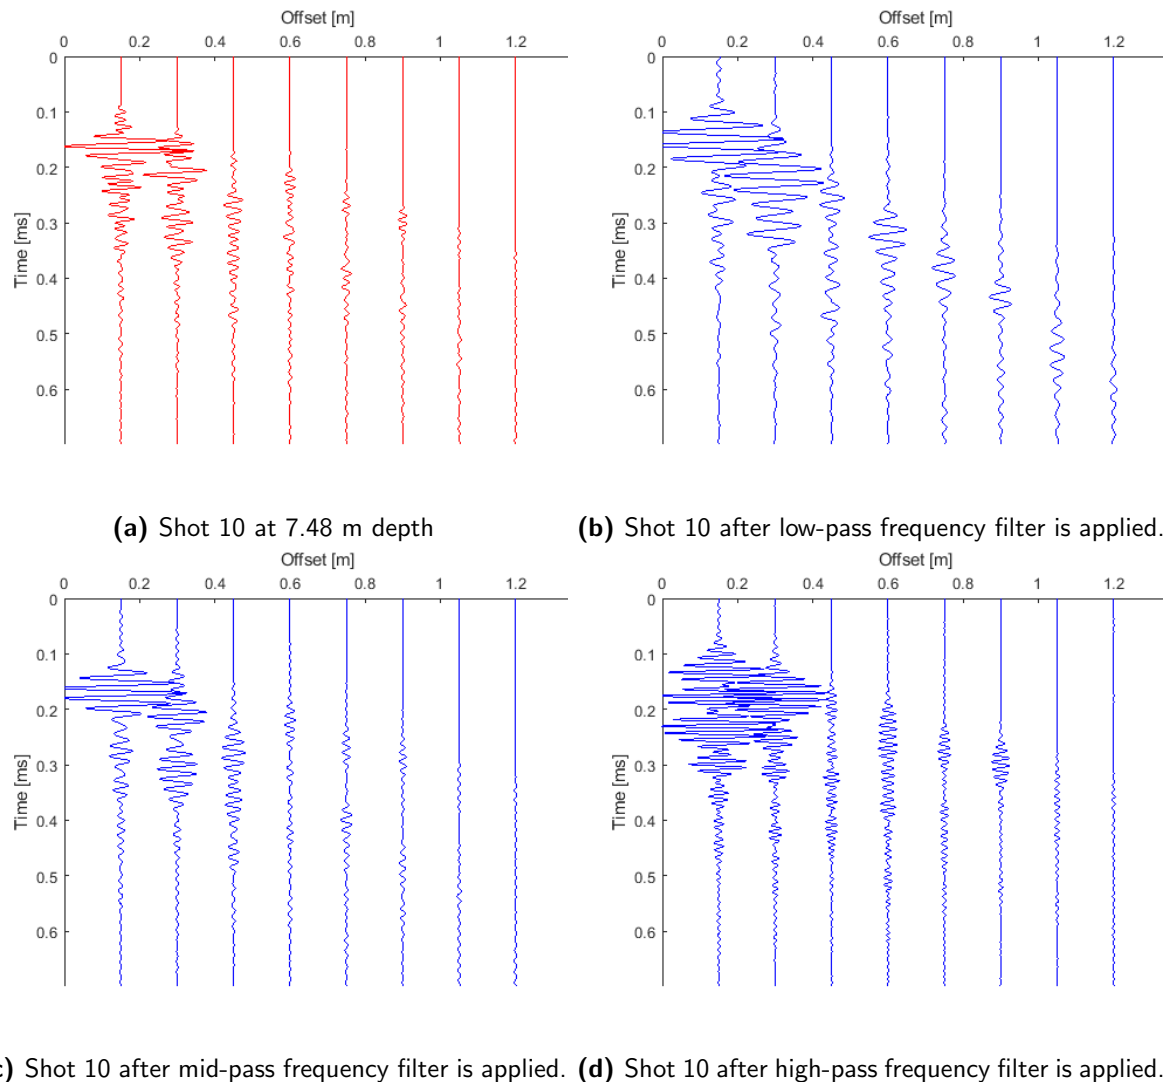 Offset [m]
0 0.2 0.4 0.6 0.8 1 1.2
0
0.1
0.2
0.3
0.4
0.5
0.6
Time [ms]
(a) Shot 10 at 7.48 m depth
Offset [m]
0 0.2 0.4 0.6 0.8 1 1.2
0
0.1
0.2
0.3
0.4
0.5
0.6
Time [ms]
(b) Shot 10 after low-pass frequency filter is applied.
Offset [m]
0 0.2 0.4 0.6 0.8 1 1.2
0
0.1
0.2
0.3
0.4
0.5
0.6
Time [ms]
) Shot 10 after mid-pass frequency filter is applied.
Offset [m]
0 0.2 0.4 0.6 0.8 1 1.2
0
0.1
0.2
0.3
0.4
0.5
0.6
Time [ms]
(d) Shot 10 after high-pass frequency filter is applied.